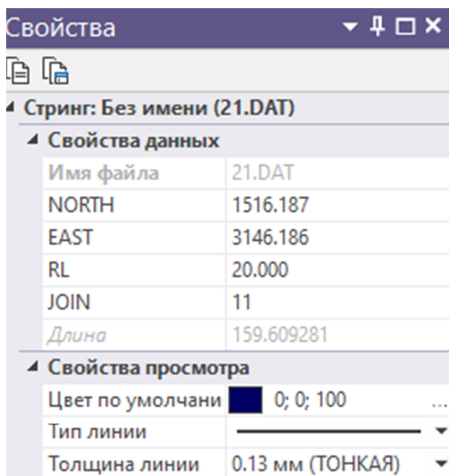 Свойства
Стринг: Без имени (21.DAT)
Свойства данных
Имя файла 21.DAT
NORTH 1516.187
EAST 3146.186
RL 20.000
JOIN 11
Длина 159.609281
Свойства просмотра
Цвет по умолчани 0; 0; 100 ...
Тип линии
Толщина линии 0.13 мм (ТОНКАЯ)